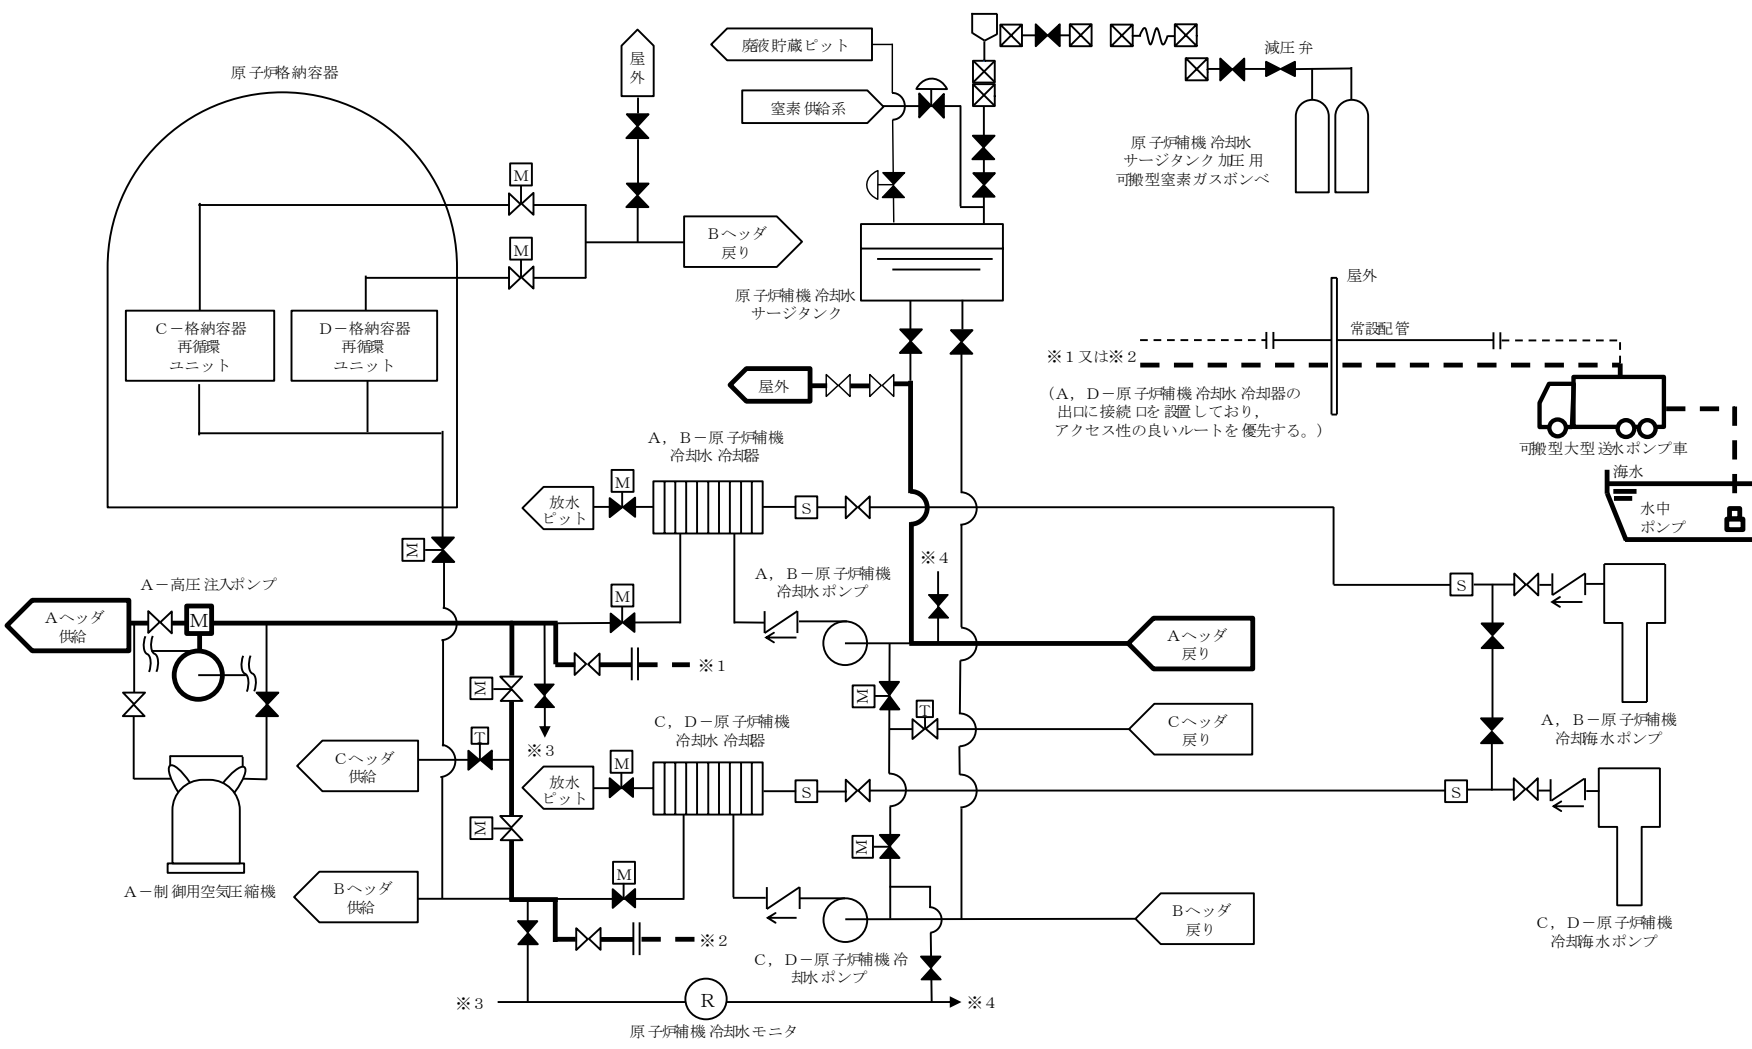 原子炉格納容器
屋
外
廃液貯蔵ピット
窒素供給系
減圧弁
原子炉補機冷却水
サージタンク加圧用
可搬型窒素ガスボンベ
M
M
Bヘッダ
戻り
C－格納容器
再循環
ユニット
D－格納容器
再循環
ユニット
原子炉補機冷却水
サージタンク
屋外
常設配管
※1又は※2
(A，D－原子炉補機冷却水冷却器の
出口に接続口を設置しており，
アクセス性の良いルートを優先する。)
可搬型大型送水ポンプ車
海水
水中
ポンプ
屋外
A，B－原子炉補機
冷却水冷却器
放水
ピット
M
S
M
※4
A－高圧注入ポンプ
Aヘッダ
供給
M
M
A，B－原子炉補機
冷却水ポンプ
S
Aヘッダ
戻り
※1
M
M
T
C，D－原子炉補機
冷却水冷却器
Cヘッダ
戻り
A，B－原子炉補機
冷却海水ポンプ
Cヘッダ
供給
T
※3
放水
ピット
M
S
S
M
M
A－制御用空気圧縮機
Bヘッダ
供給
M
Bヘッダ
戻り
C，D－原子炉補機
冷却海水ポンプ
※2
C，D－原子炉補機冷
却水ポンプ
※3
R
※4
原子炉補機冷却水モニタ